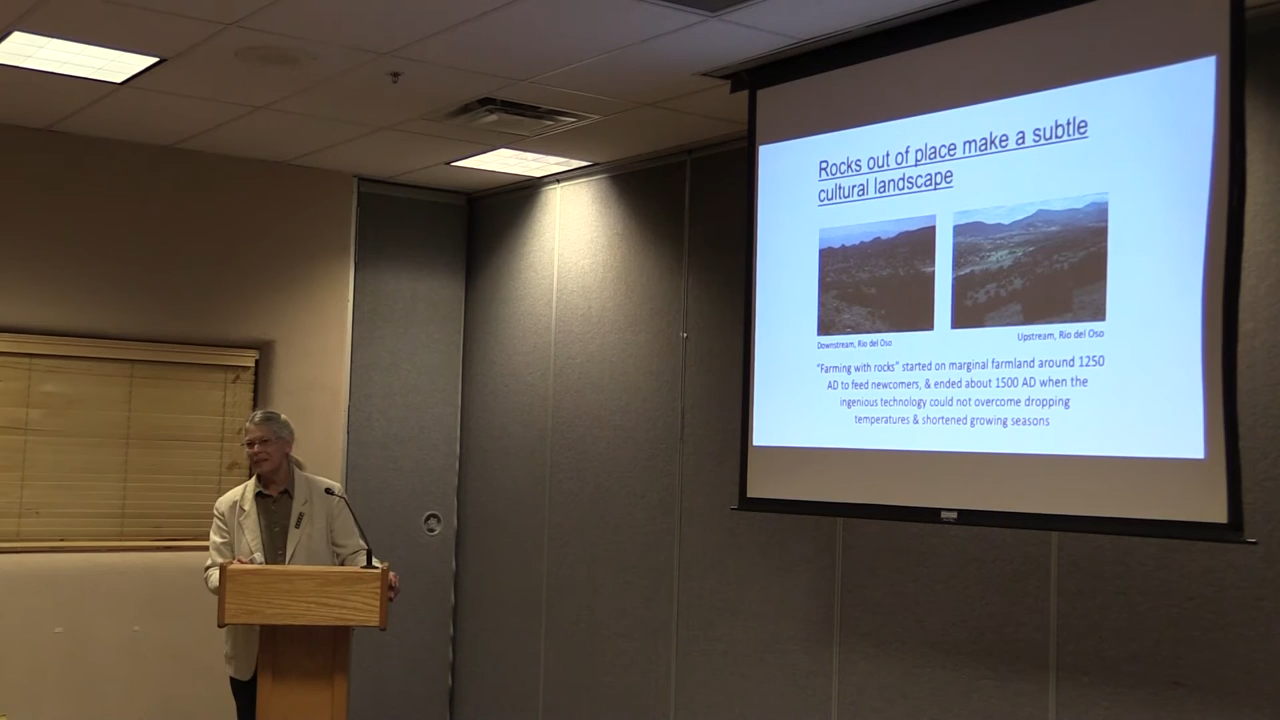 Rocks out of place make a subtle
cultural landscape
Downstream, Rio del Oso
Upstream, Rio del Oso
“Farming with rocks” started on marginal farmland around 1250
AD to feed newcomers, & ended about 1500 AD when the
ingenious technology could not overcome dropping
temperatures & shortened growing seasons